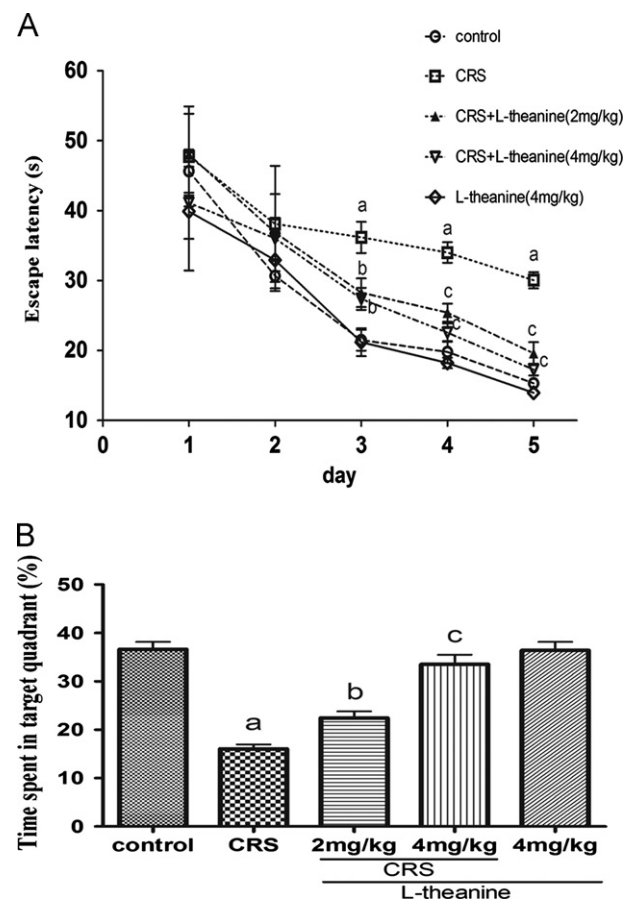 A
control
CRS
CRS+L-theanine(2mg/kg)
CRS+L-theanine(4mg/kg)
L-theanine(4mg/kg)
Escape latency (s)
60
50
40
30
20
10
a
a
a
b
b
c
c
c
c
0
1
2
3
4
5
day
B
Time spent in target quadrant (%)
50
40
30
20
10
0
a
b
c
control
CRS
2mg/kg
4mg/kg
4mg/kg
CRS
L-theanine